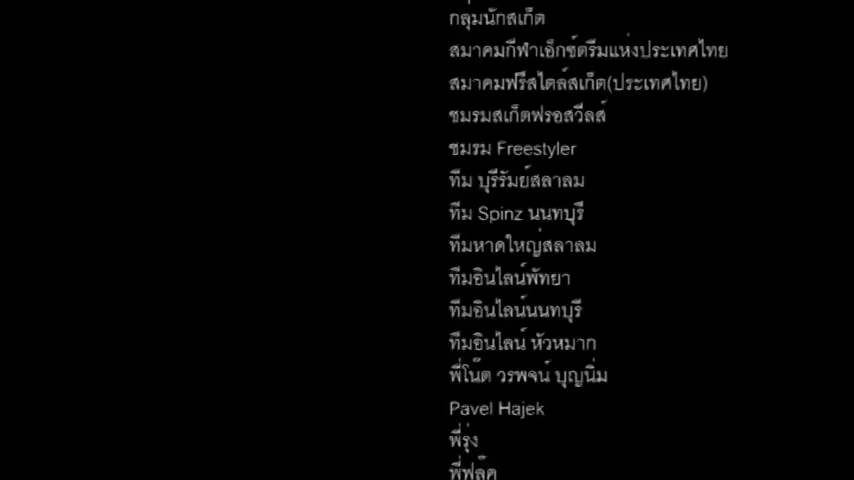 กลุ่มนักสเก็ต
สมาคมกีฬาเอ็กซ์ตรีมแห่งประเทศไทย
สมาคมฟรีสไตล์สเก็ต(ประเทศไทย)
ชมรมสเก็ตฟรอสวีลส์
ชมรม Freestyler
ทีม บุรีรัมย์สลาลม
ทีม Spinz นนทบุรี
ทีมหาดใหญ่สลาลม
ทีมอินไลน์พัทยา
ทีมอินไลน์นนทบุรี
ทีมอินไลน์ หัวหมาก
พี่โน๊ต วรพจน์ บุญนิ่ม
Pavel Hajek
พี่รุ่ง